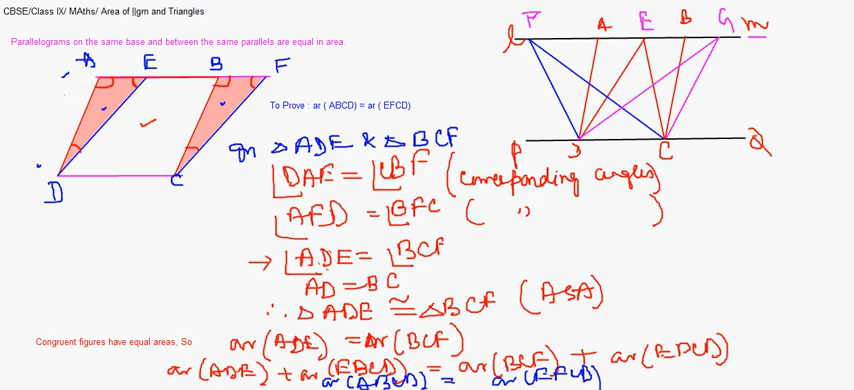 CBSE/Class IX/ MAths/ Area of ||gm and Triangles
Parallelograms on the same base and between the same parallels are equal in area.
A E B F
D C
l F A E B G m
P D C Q
To Prove : ar ( ABCD) = ar ( EFCD)
In △ADE & △BCF
∠DAE = ∠CBF (corresponding angles)
∠AED = ∠BFC ( " )
→ ∠ADE = ∠BCF
AD = BC
∴ △ADE ≅ △BCF (ASA)
Congruent figures have equal areas, So
ar(ADE) = ar(BCF)
ar(ADE) + ar(EBCD) = ar(BCF) + ar(EBCD)
ar(ABCD) = ar(EFCD)